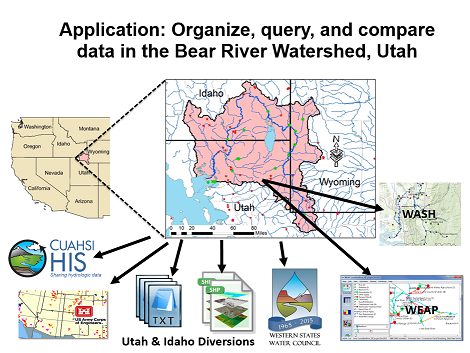 Application: Organize, query, and compare
data in the Bear River Watershed, Utah
Idaho
Washington
Montana
Oregon
Idaho
Wyoming
Nevada
Utah
California
Arizona
N
Wyoming
Utah
0 10 20 40 60 80
Miles
WASH
CUAHSI
HIS
Sharing hydrologic data
US Army Corps
of Engineers
TXT
SHP
SHP
1965 2015
WESTERN STATES
WATER COUNCIL
WEAP
Utah & Idaho Diversions